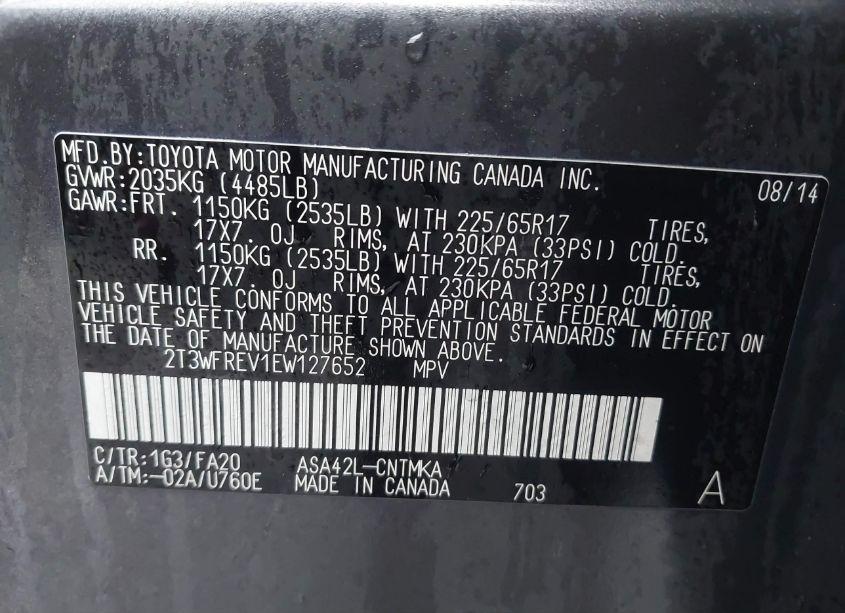 MFD.BY:TOYOTA MOTOR MANUFACTURING CANADA INC. 08/14
GVWR:2035KG (4485LB)
GAWR:FRT. 1150KG (2535LB) WITH 225/65R17 TIRES,
17X7. 0J RIMS, AT 230KPA (33PSI) COLD.
RR. 1150KG (2535LB) WITH 225/65R17 TIRES,
17X7. 0J RIMS, AT 230KPA (33PSI) COLD.
THIS VEHICLE CONFORMS TO ALL APPLICABLE FEDERAL MOTOR
VEHICLE SAFETY AND THEFT PREVENTION STANDARDS IN EFFECT ON
THE DATE OF MANUFACTURE SHOWN ABOVE.
2T3WFREV1EW127652 MPV
C/TR:1G3/FA20 ASA42L-CNTMKA
A/TM:-02A/U760E MADE IN CANADA 703 A